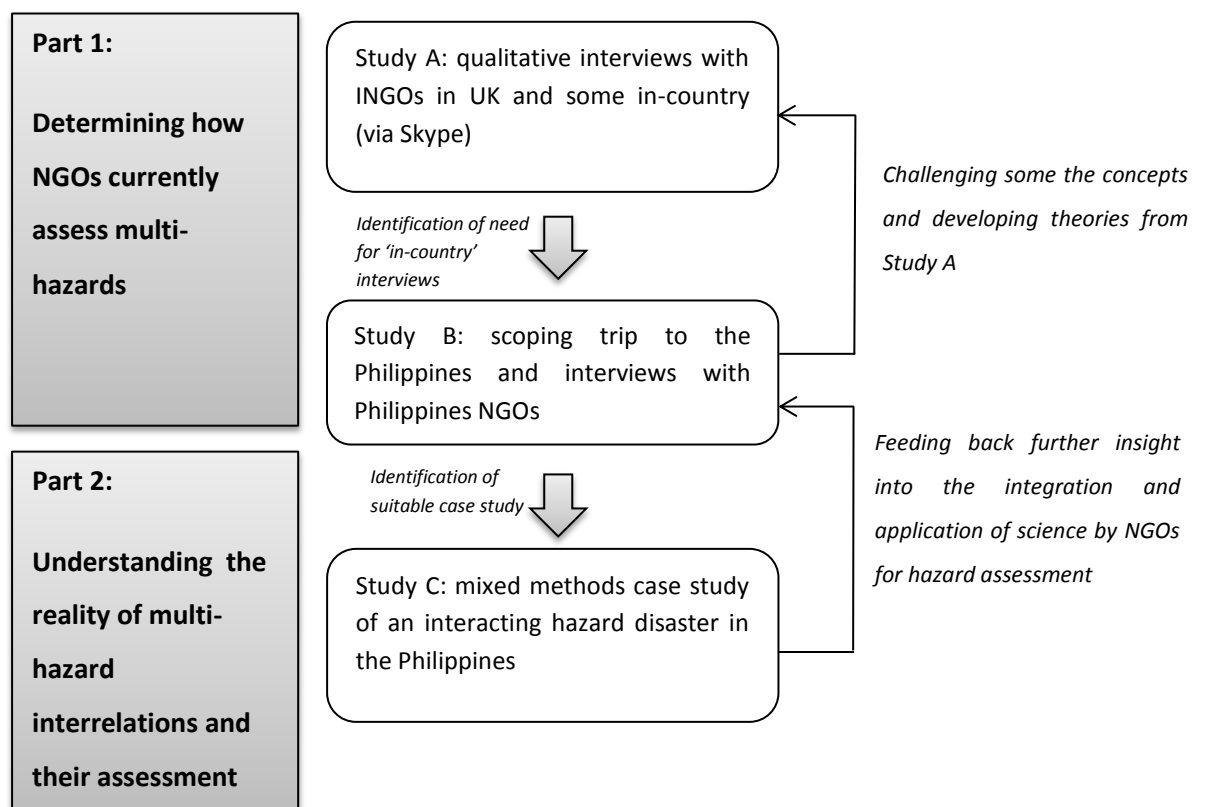 Part 1:
Determining how
NGOs currently
assess multi-
hazards
Study A: qualitative interviews with
INGOs in UK and some in-country
(via Skype)
Identification of need
for ‘in-country’
interviews
Challenging some the concepts
and developing theories from
Study A
Study B: scoping trip to the
Philippines and interviews with
Philippines NGOs
Part 2:
Understanding the
reality of multi-
hazard
interrelations and
their assessment
Identification of
suitable case study
Feeding back further insight
into the integration and
application of science by NGOs
for hazard assessment
Study C: mixed methods case study
of an interacting hazard disaster in
the Philippines